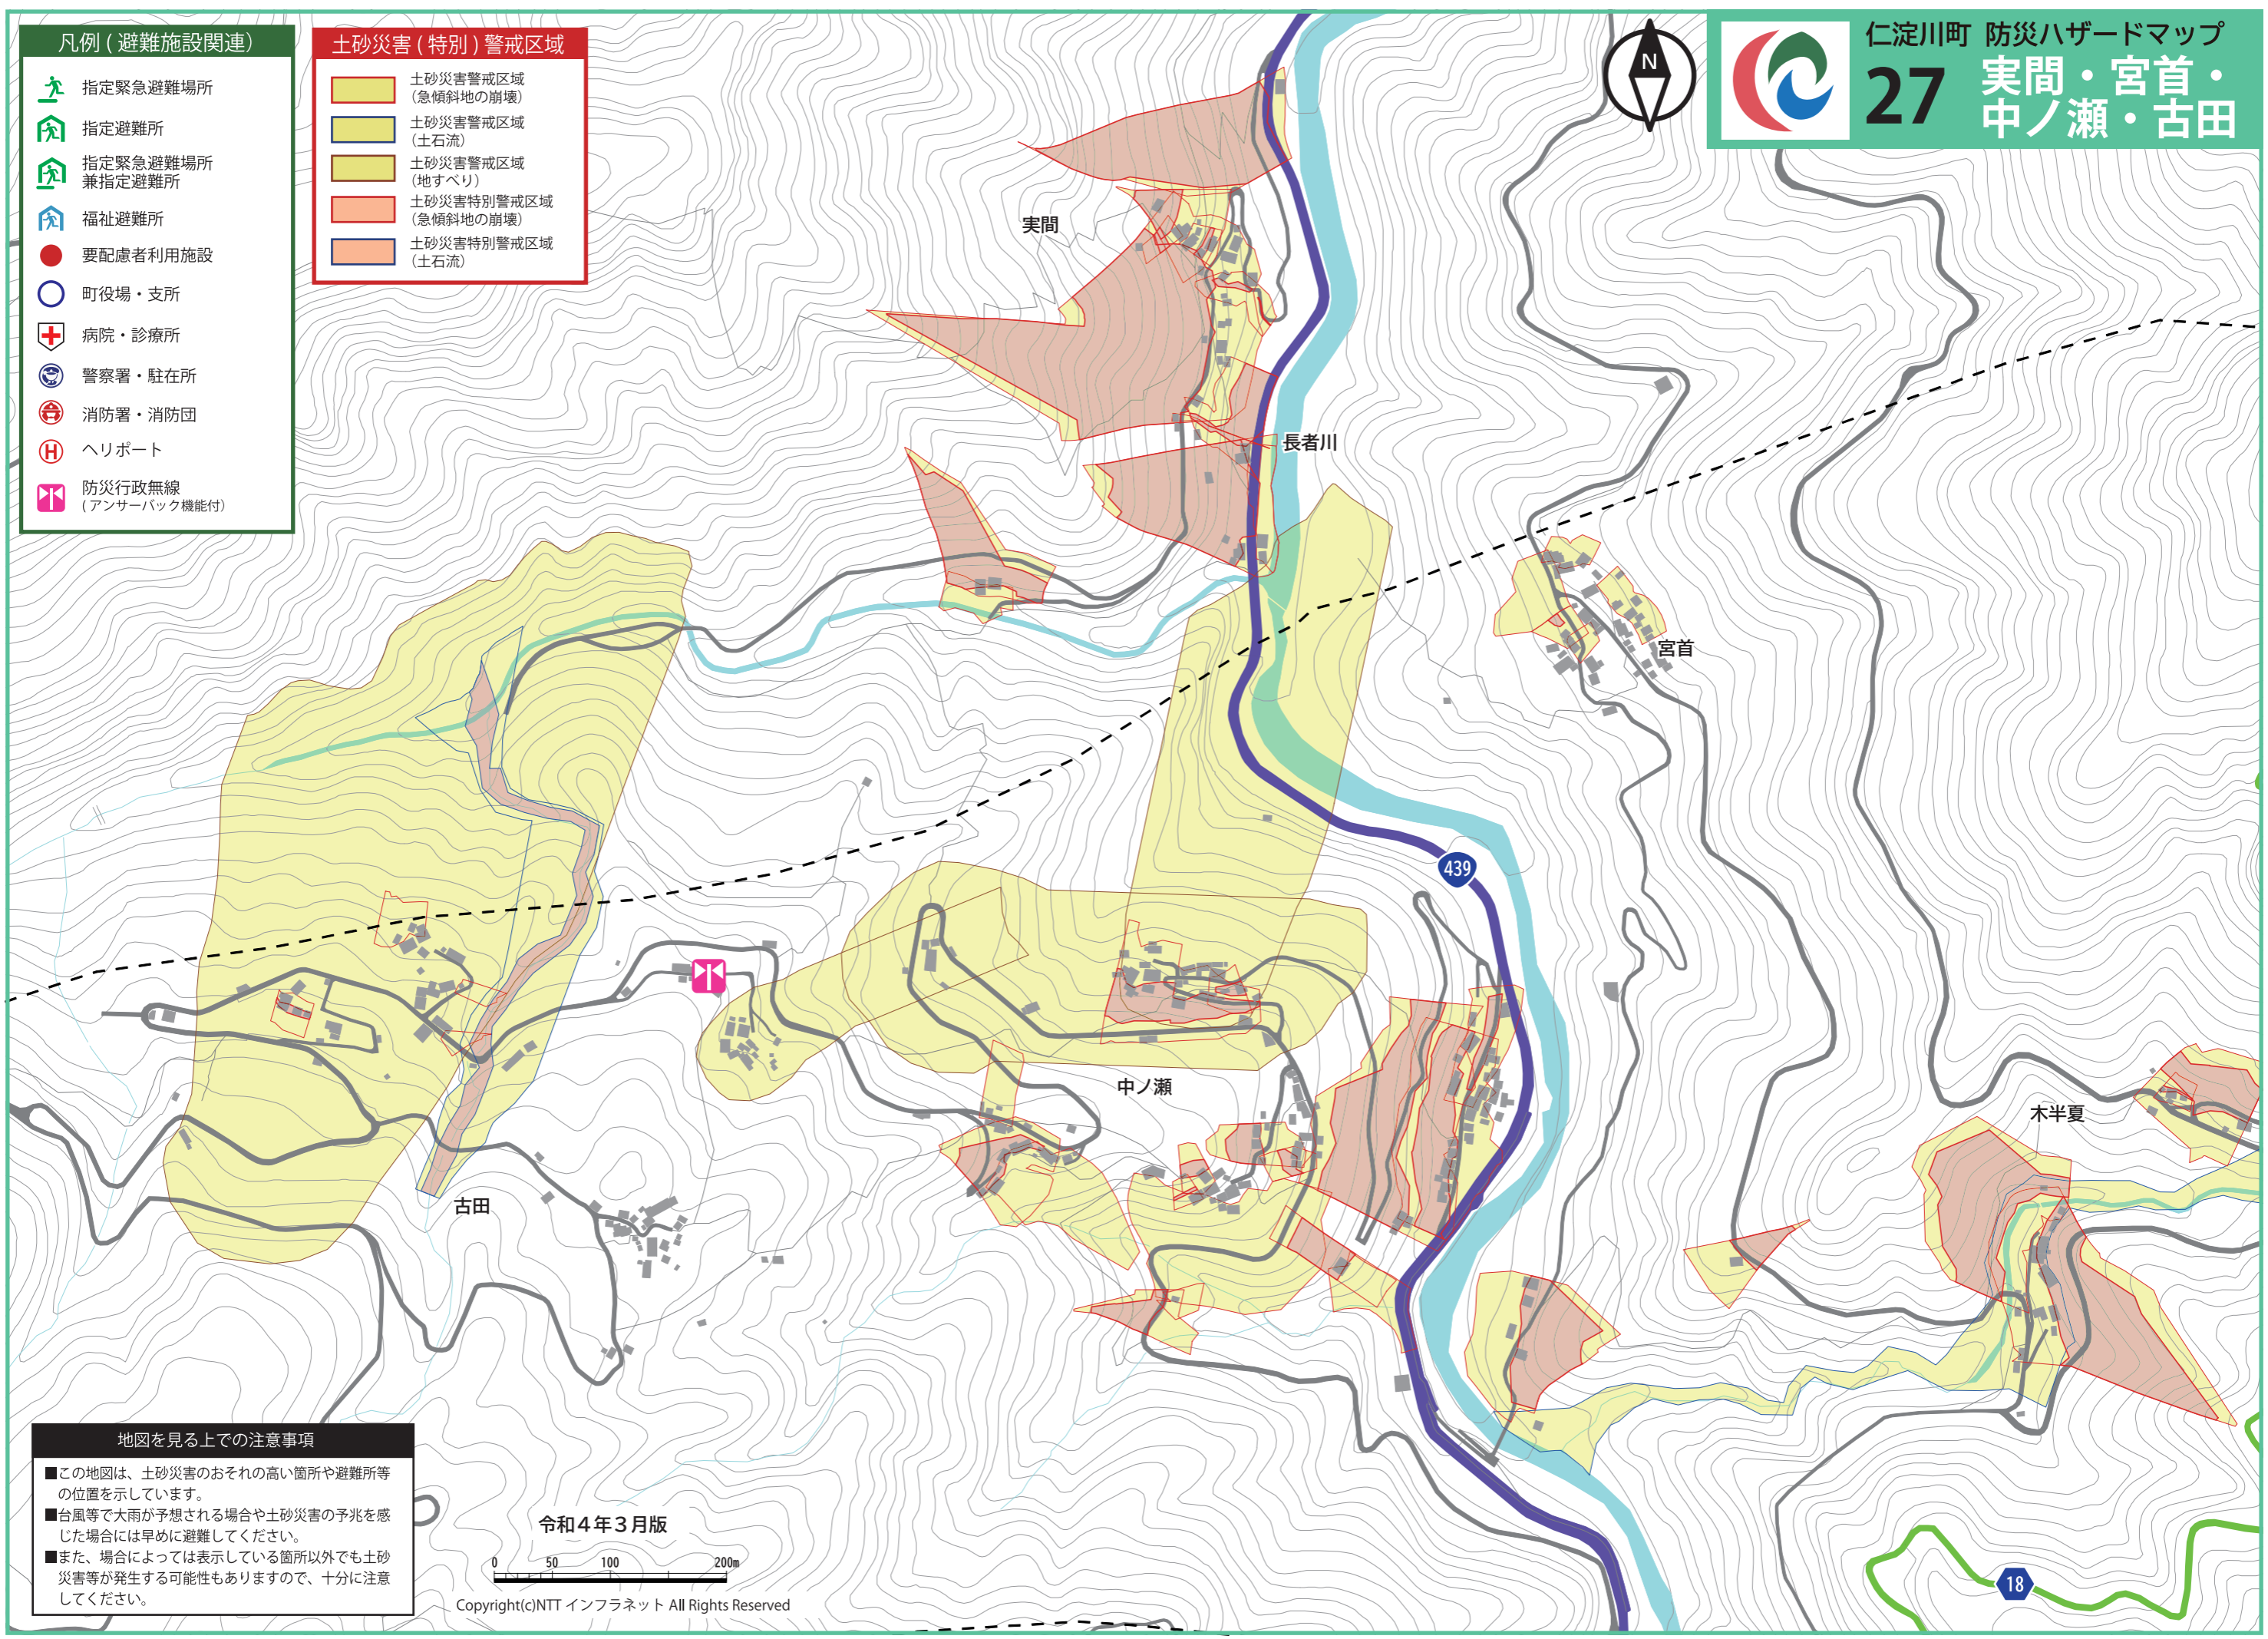 仁淀川町 防災ハザードマップ
27
実間・宮首・
中ノ瀬・古田
N
凡例 ( 避難施設関連)
指定緊急避難場所
指定避難所
指定緊急避難場所
兼指定避難所
福祉避難所
要配慮者利用施設
町役場・支所
病院・診療所
警察署・駐在所
消防署・消防団
H
ヘリポート
防災行政無線
( アンサーバック機能付)
土砂災害 ( 特別 ) 警戒区域
土砂災害警戒区域
(急傾斜地の崩壊)
土砂災害警戒区域
(土石流)
土砂災害警戒区域
(地すべり)
土砂災害特別警戒区域
(急傾斜地の崩壊)
土砂災害特別警戒区域
(土石流)
実間
長者川
宮首
439
中ノ瀬
木半夏
古田
18
地図を見る上での注意事項
■この地図は、土砂災害のおそれの高い箇所や避難所等
の位置を示しています。
■台風等で大雨が予想される場合や土砂災害の予兆を感
じた場合には早めに避難してください。
■また、場合によっては表示している箇所以外でも土砂
災害等が発生する可能性もありますので、十分に注意
してください。
令和４年３月版
0 50 100 200m
Copyright(c)NTT インフラネット All Rights Reserved